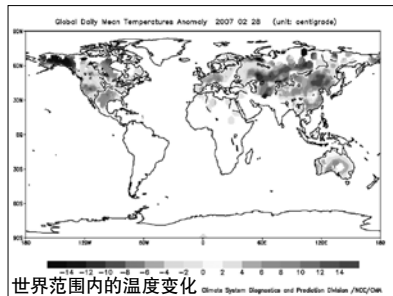 Global Daily Mean Temperatures Anomaly 2007 02 28 (unit: centigrade)
90N
60N
30N
EQ
30S
60S
90S
180 120W 60W 0 60E 120E 180
-14 -12 -10 -8 -6 -4 -2 0 2 4 6 8 10 12 14
世界范围内的温度变化 Climate System Diagnostics and Prediction Division /NCC/CMA